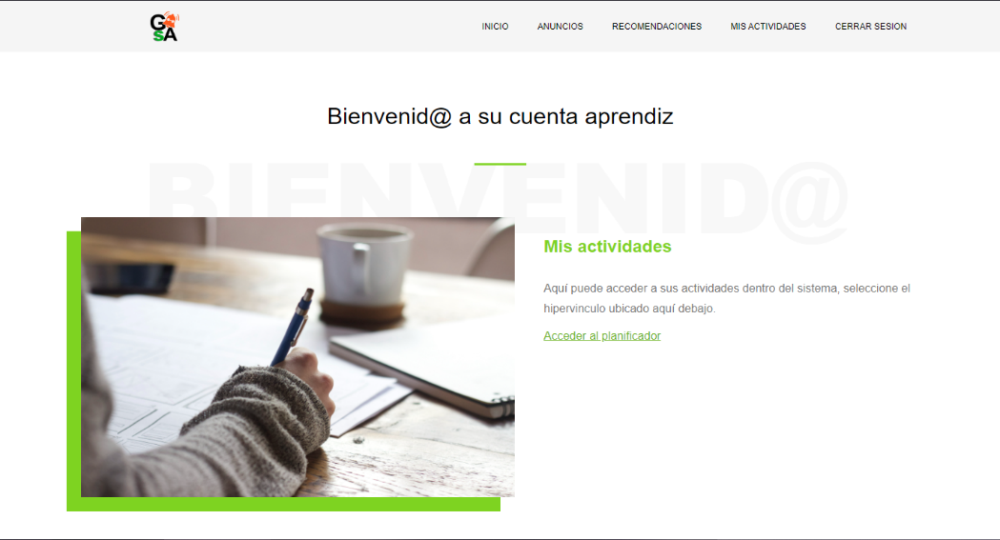 G
SA
INICIO ANUNCIOS RECOMENDACIONES MIS ACTIVIDADES CERRAR SESION
Bienvenid@ a su cuenta aprendiz
BIENVENID@
Mis actividades
Aquí puede acceder a sus actividades dentro del sistema, seleccione el
hipervinculo ubicado aquí debajo.
Acceder al planificador